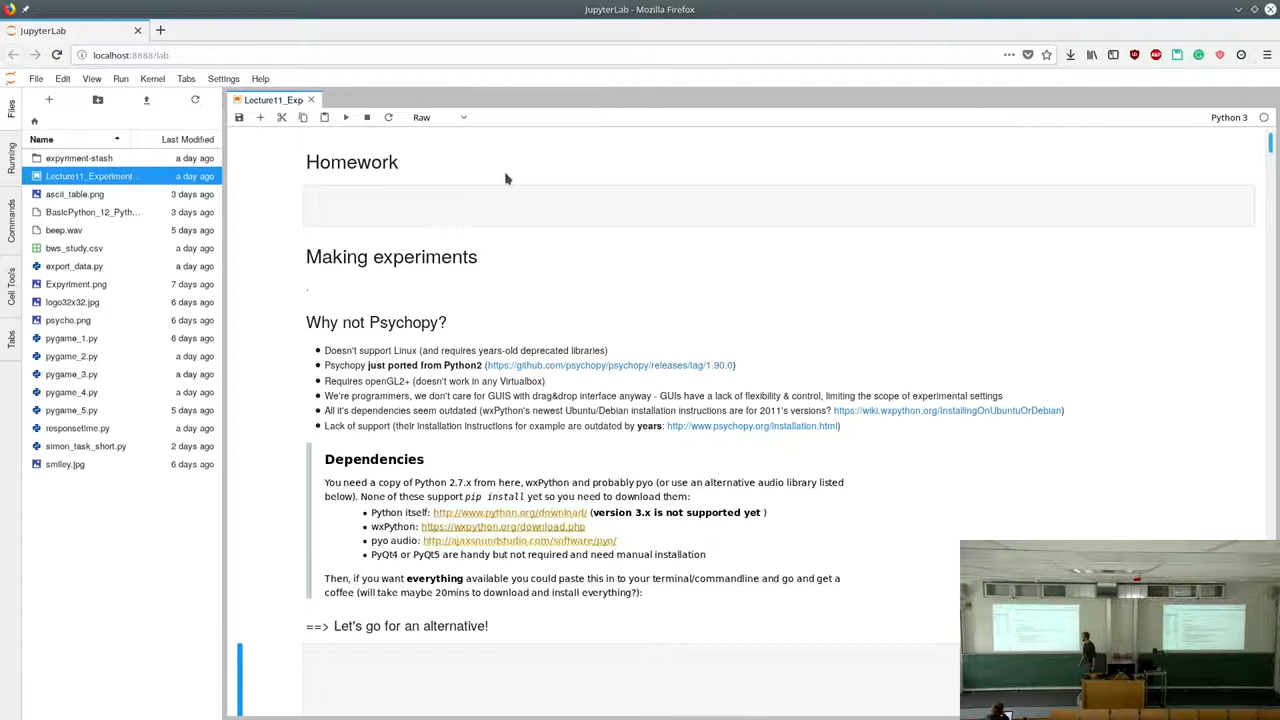 JupyterLab - Mozilla Firefox
JupyterLab
localhost:8888/lab
File Edit View Run Kernel Tabs Settings Help
Files
Running
Commands
Cell Tools
Tabs
Name Last Modified
expyriment-stash a day ago
Lecture11_Experiment... a day ago
ascii_table.png 3 days ago
BasicPython_12_Pyth... 3 days ago
beep.wav 5 days ago
bws_study.csv a day ago
export_data.py a day ago
Expyriment.png 7 days ago
logo32x32.jpg 6 days ago
psycho.png 6 days ago
pygame_1.py 6 days ago
pygame_2.py a day ago
pygame_3.py a day ago
pygame_4.py a day ago
pygame_5.py 5 days ago
responsetime.py a day ago
simon_task_short.py 2 days ago
smiley.jpg 6 days ago
Lecture11_Exp
Raw
Python 3
Homework
Making experiments
.
Why not Psychopy?
• Doesn't support Linux (and requires years-old deprecated libraries)
• Psychopy just ported from Python2 (https://github.com/psychopy/psychopy/releases/tag/1.90.0)
• Requires openGL2+ (doesn't work in any Virtualbox)
• We're programmers, we don't care for GUIS with drag&drop interface anyway - GUIs have a lack of flexibility & control, limiting the scope of experimental settings
• All it's dependencies seem outdated (wxPython's newest Ubuntu/Debian installation instructions are for 2011's versions? https://wiki.wxpython.org/InstallingOnUbuntuOrDebian)
• Lack of support (their installation instructions for example are outdated by years: http://www.psychopy.org/installation.html)
Dependencies
You need a copy of Python 2.7.x from here, wxPython and probably pyo (or use an alternative audio library listed
below). None of these support pip install yet so you need to download them:
• Python itself: http://www.python.org/download/ (version 3.x is not supported yet )
• wxPython: https://wxpython.org/download.php
• pyo audio: http://ajaxsoundstudio.com/software/pyo/
• PyQt4 or PyQt5 are handy but not required and need manual installation
Then, if you want everything available you could paste this in to your terminal/commandline and go and get a
coffee (will take maybe 20mins to download and install everything?):
==> Let's go for an alternative!